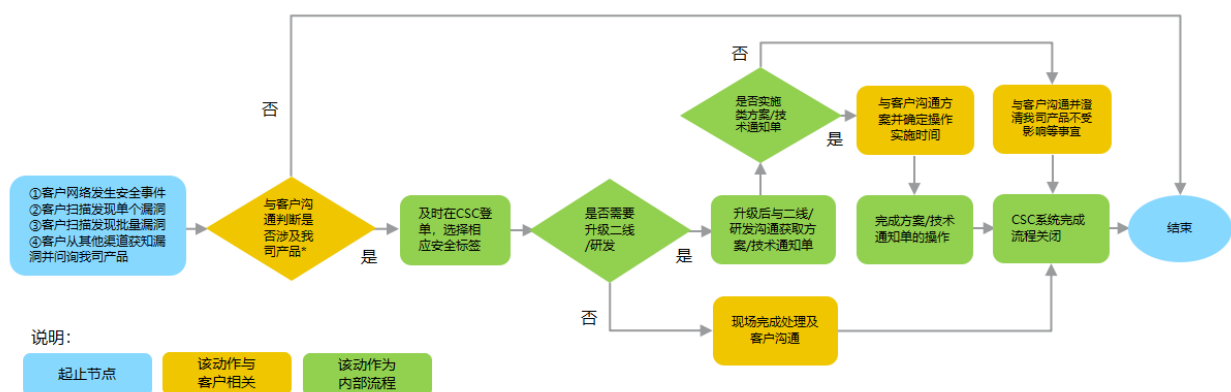 ①客户网络发生安全事件
②客户扫描发现单个漏洞
③客户扫描发现批量漏洞
④客户从其他渠道获知漏
洞并问询我司产品
否
与客户沟
通判断是
否涉及我
司产品*
是
及时在CSC登
单，选择相
应安全标签
是否需要
升级二线
/研发
是
否
升级后与二线/
研发沟通获取方
案/技术通知单
现场完成处理及
客户沟通
是否实施
类方案/技
术通知单
否
是
与客户沟通方
案并确定操作
实施时间
完成方案/技术
通知单的操作
与客户沟通并澄
清我司产品不受
影响等事宜
CSC系统完成
流程关闭
结束
说明：
起止节点
该动作与
客户相关
该动作为
内部流程